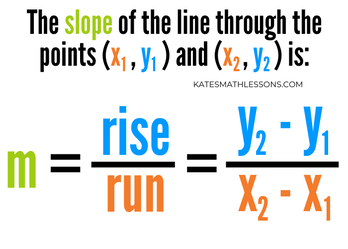 The slope of the line through the
points (x₁ , y₁ ) and (x₂ , y₂ ) is:
KATESMATHLESSONS.COM
m = rise / run = y₂ - y₁ / x₂ - x₁